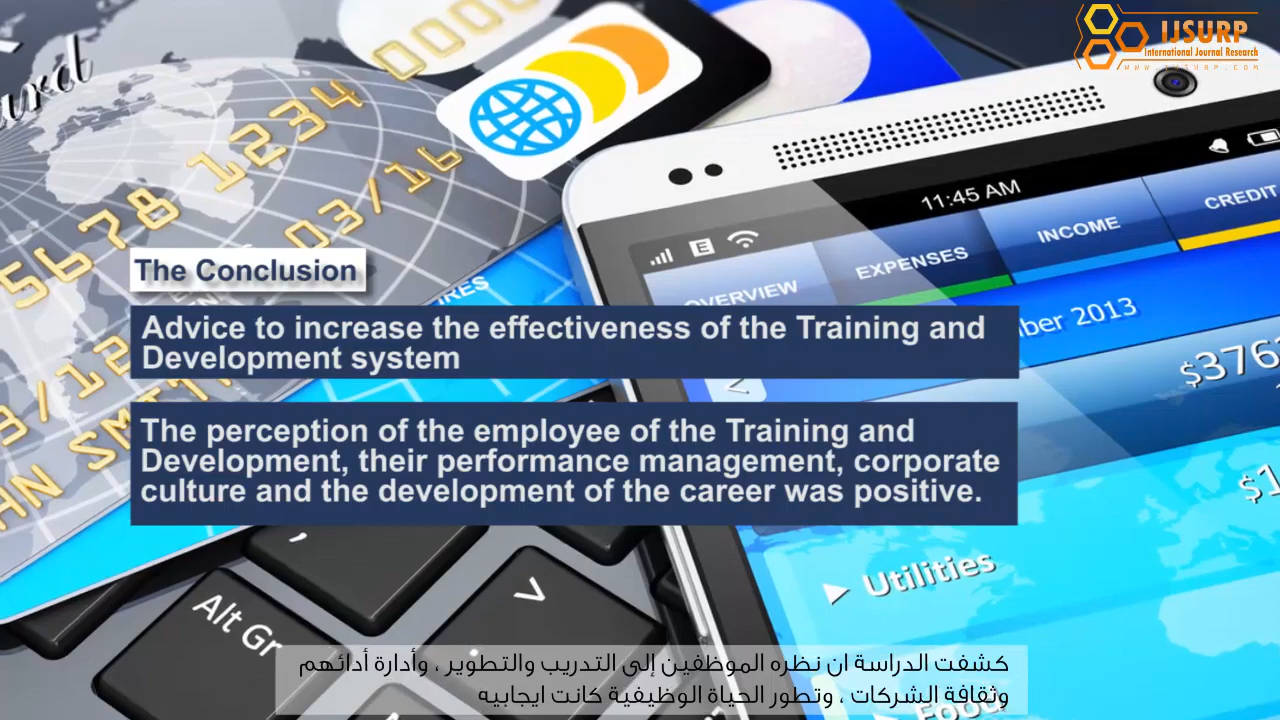 IJSURP
International Journal Research
WWW.IJSURP.COM
0000
5678 1234
03/16
11:45 AM
E
OVERVIEW
EXPENSES
INCOME
CREDIT
The Conclusion
Advice to increase the effectiveness of the Training and
Development system
The perception of the employee of the Training and
Development, their performance management, corporate
culture and the development of the career was positive.
2013
$376
$1
Utilities
Food
Alt Gr
V
كشفت الدراسة ان نظره الموظفين إلى التدريب والتطوير ، وأدارة أدائهم
وثقافة الشركات ، وتطور الحياة الوظيفية كانت ايجابيه